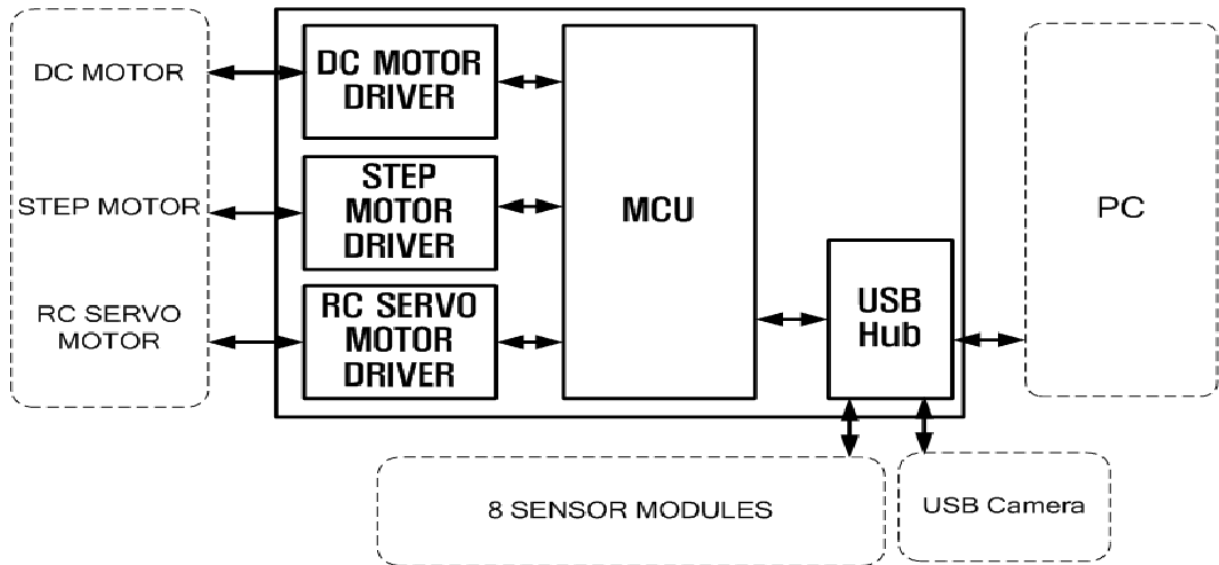 DC MOTOR
STEP MOTOR
RC SERVO
MOTOR
DC MOTOR
DRIVER
STEP
MOTOR
DRIVER
RC SERVO
MOTOR
DRIVER
MCU
USB
Hub
PC
8 SENSOR MODULES
USB Camera